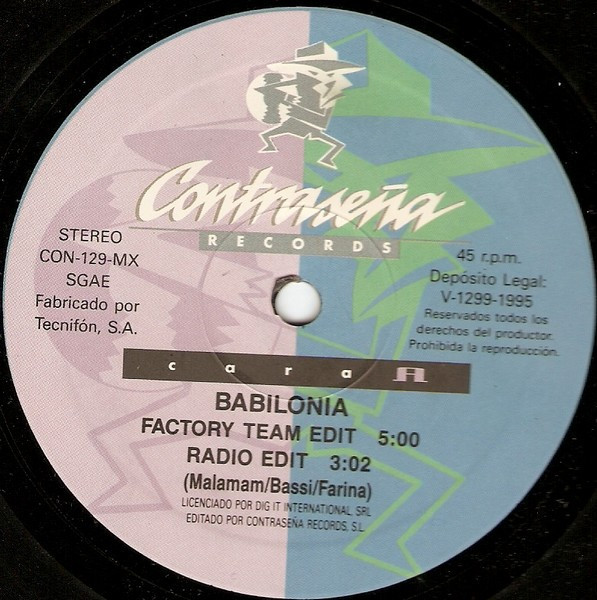 Contraseña
RECORDS
STEREO
CON-129-MX
SGAE
Fabricado por
Tecnifón, S.A.
45 r.p.m.
Depósito Legal:
V-1299-1995
Reservados todos los
derechos del productor.
Prohibida la reproducción.
cara A
BABILONIA
FACTORY TEAM EDIT 5:00
RADIO EDIT 3:02
(Malamam/Bassi/Farina)
LICENCIADO POR DIG IT INTERNATIONAL, SRL
EDITADO POR CONTRASEÑA RECORDS, S.L.